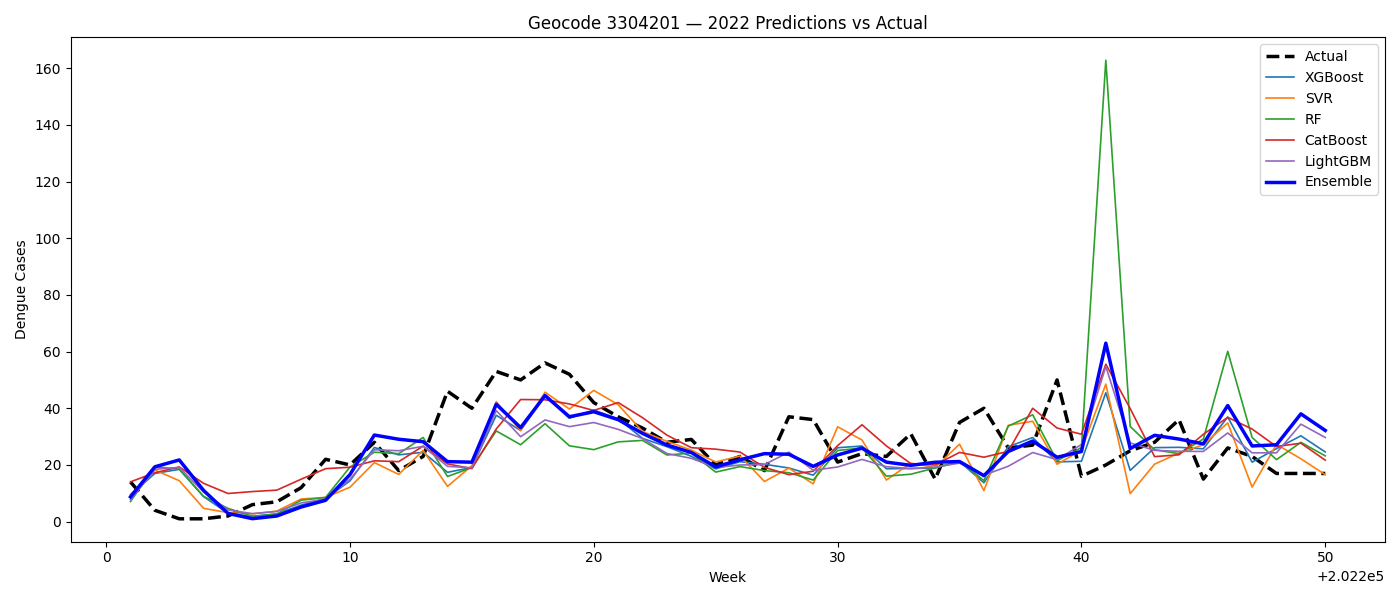 Geocode 3304201 — 2022 Predictions vs Actual
Dengue Cases
160
140
120
100
80
60
40
20
0
Actual
XGBoost
SVR
RF
CatBoost
LightGBM
Ensemble
0 10 20 30 40 50
Week
+2.022e5